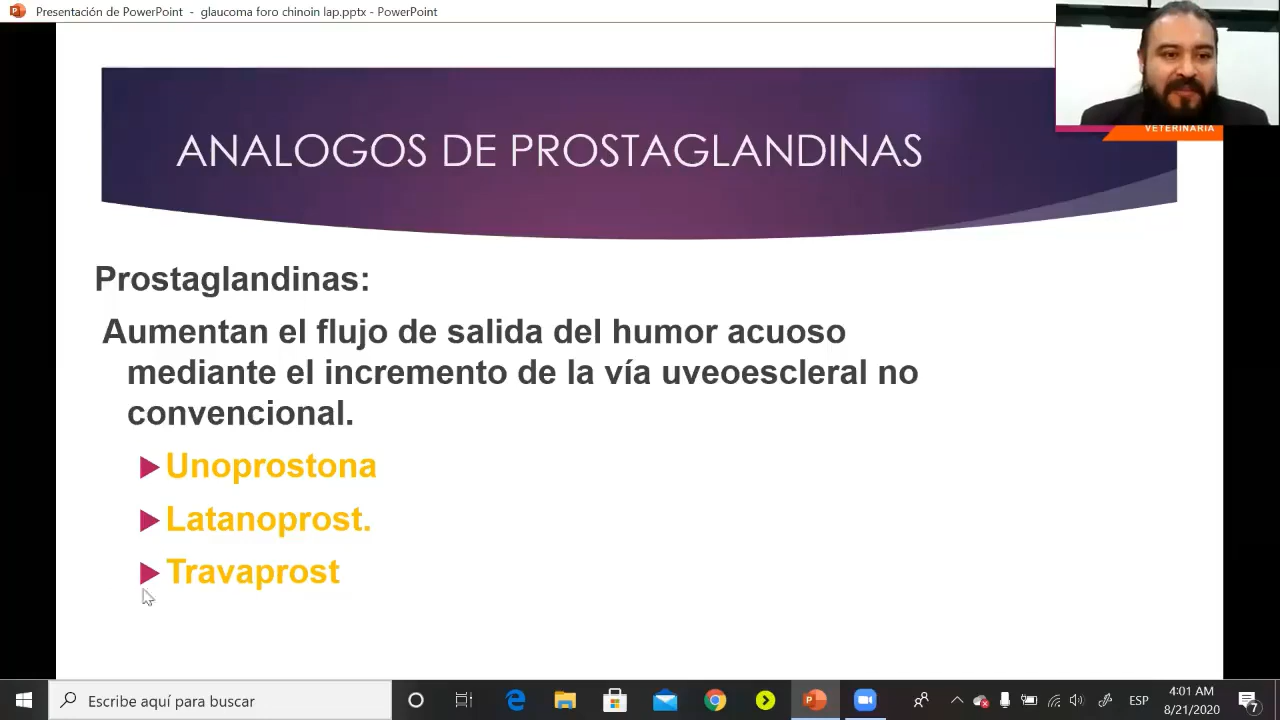 Presentación de PowerPoint - glaucoma foro chinoin lap.pptx - PowerPoint
VETERINARIA
ANALOGOS DE PROSTAGLANDINAS
Prostaglandinas:
Aumentan el flujo de salida del humor acuoso
mediante el incremento de la vía uveoescleral no
convencional.
Unoprostona
Latanoprost.
Travaprost
Escribe aquí para buscar
ESP
4:01 AM
8/21/2020
7